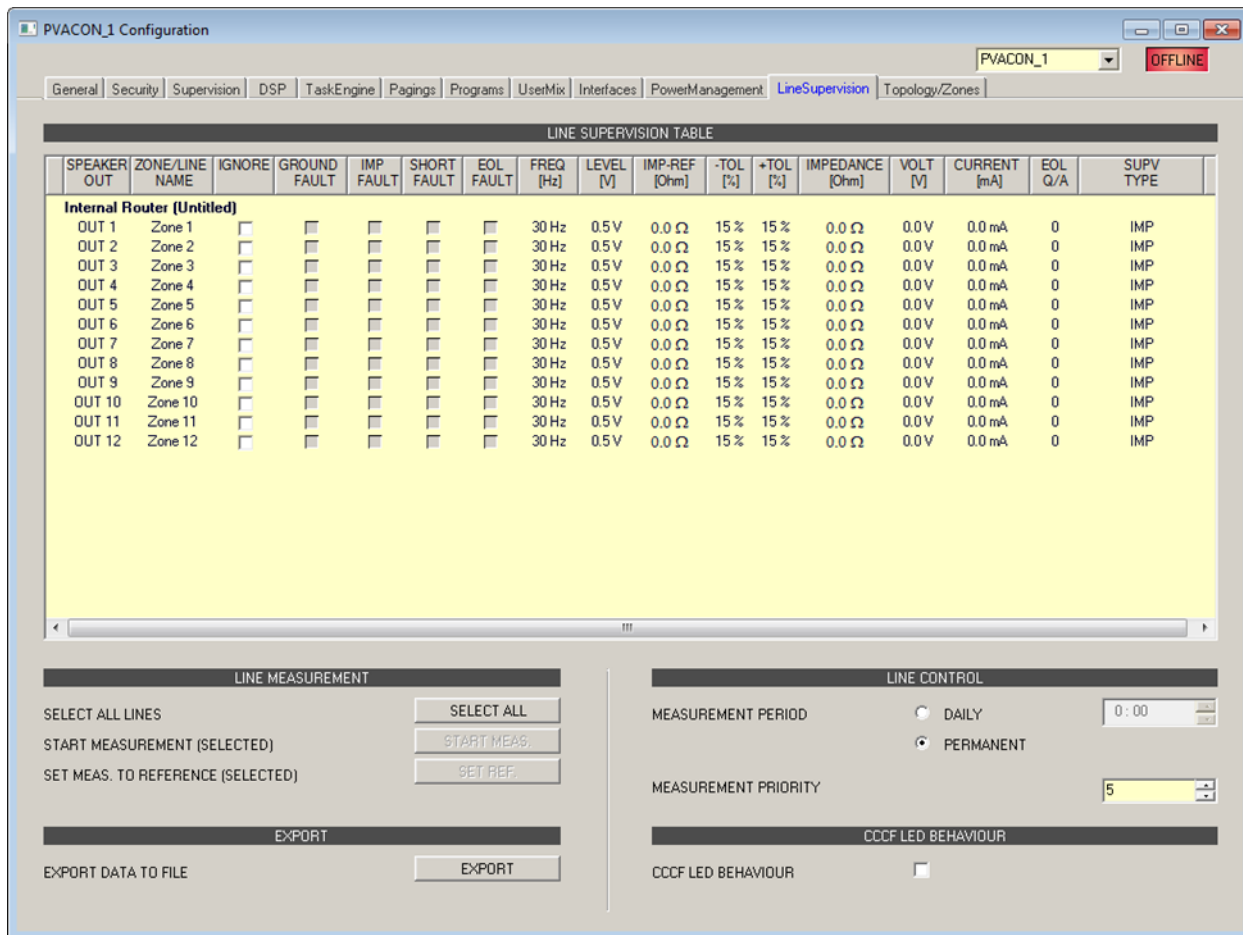 PVACON_1 Configuration
PVACON_1 OFFLINE
General Security Supervision DSP TaskEngine Pagings Programs UserMix Interfaces PowerManagement LineSupervision Topology/Zones
LINE SUPERVISION TABLE
SPEAKER OUT ZONE/LINE NAME IGNORE GROUND FAULT IMP FAULT SHORT FAULT EOL FAULT FREQ [Hz] LEVEL [V] IMP-REF [Ohm] -TOL [%] +TOL [%] IMPEDANCE [Ohm] VOLT [V] CURRENT [mA] EOL Q/A SUPV TYPE
Internal Router (Untitled)
OUT 1 Zone 1 30 Hz 0.5 V 0.0 Ω 15 % 15 % 0.0 Ω 0.0 V 0.0 mA 0 IMP
OUT 2 Zone 2 30 Hz 0.5 V 0.0 Ω 15 % 15 % 0.0 Ω 0.0 V 0.0 mA 0 IMP
OUT 3 Zone 3 30 Hz 0.5 V 0.0 Ω 15 % 15 % 0.0 Ω 0.0 V 0.0 mA 0 IMP
OUT 4 Zone 4 30 Hz 0.5 V 0.0 Ω 15 % 15 % 0.0 Ω 0.0 V 0.0 mA 0 IMP
OUT 5 Zone 5 30 Hz 0.5 V 0.0 Ω 15 % 15 % 0.0 Ω 0.0 V 0.0 mA 0 IMP
OUT 6 Zone 6 30 Hz 0.5 V 0.0 Ω 15 % 15 % 0.0 Ω 0.0 V 0.0 mA 0 IMP
OUT 7 Zone 7 30 Hz 0.5 V 0.0 Ω 15 % 15 % 0.0 Ω 0.0 V 0.0 mA 0 IMP
OUT 8 Zone 8 30 Hz 0.5 V 0.0 Ω 15 % 15 % 0.0 Ω 0.0 V 0.0 mA 0 IMP
OUT 9 Zone 9 30 Hz 0.5 V 0.0 Ω 15 % 15 % 0.0 Ω 0.0 V 0.0 mA 0 IMP
OUT 10 Zone 10 30 Hz 0.5 V 0.0 Ω 15 % 15 % 0.0 Ω 0.0 V 0.0 mA 0 IMP
OUT 11 Zone 11 30 Hz 0.5 V 0.0 Ω 15 % 15 % 0.0 Ω 0.0 V 0.0 mA 0 IMP
OUT 12 Zone 12 30 Hz 0.5 V 0.0 Ω 15 % 15 % 0.0 Ω 0.0 V 0.0 mA 0 IMP
LINE MEASUREMENT
SELECT ALL LINES SELECT ALL
START MEASUREMENT (SELECTED) START MEAS.
SET MEAS. TO REFERENCE (SELECTED) SET REF.
EXPORT
EXPORT DATA TO FILE EXPORT
LINE CONTROL
MEASUREMENT PERIOD DAILY 0 : 00
PERMANENT
MEASUREMENT PRIORITY 5
CCCF LED BEHAVIOUR
CCCF LED BEHAVIOUR